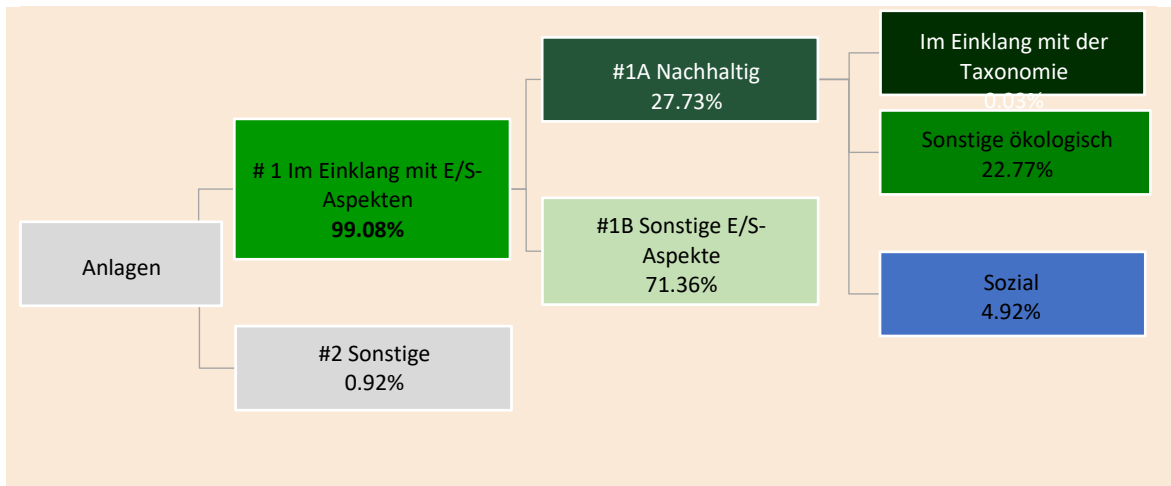 Anlagen
# 1 Im Einklang mit E/S-
Aspekten
99.08%
#2 Sonstige
0.92%
#1A Nachhaltig
27.73%
#1B Sonstige E/S-
Aspekte
71.36%
Im Einklang mit der
Taxonomie
0.03%
Sonstige ökologisch
22.77%
Sozial
4.92%